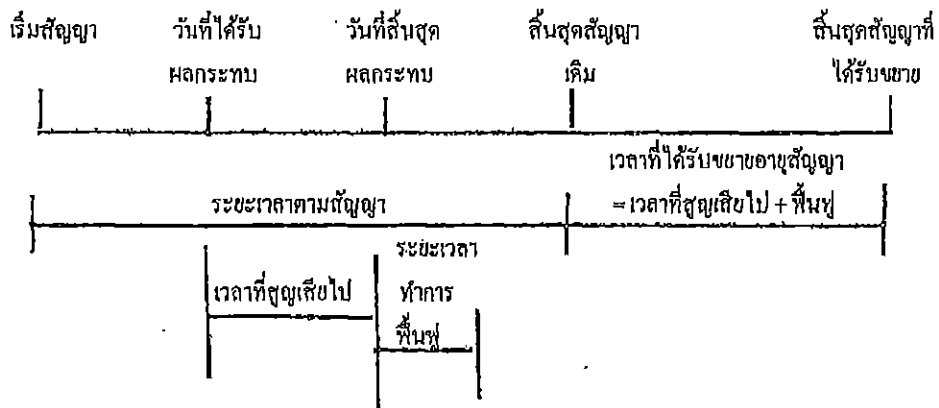 เริ่มสัญญา วันที่ได้รับ วันที่สิ้นสุด สิ้นสุดสัญญา สิ้นสุดสัญญาที่
ผลกระทบ ผลกระทบ เดิม ได้รับขยาย
เวลาที่ได้รับขยายอายุสัญญา
ระยะเวลาตามสัญญา = เวลาที่สูญเสียไป + ฟื้นฟู
ระยะเวลา
เวลาที่สูญเสียไป ทำการ
ฟื้นฟู